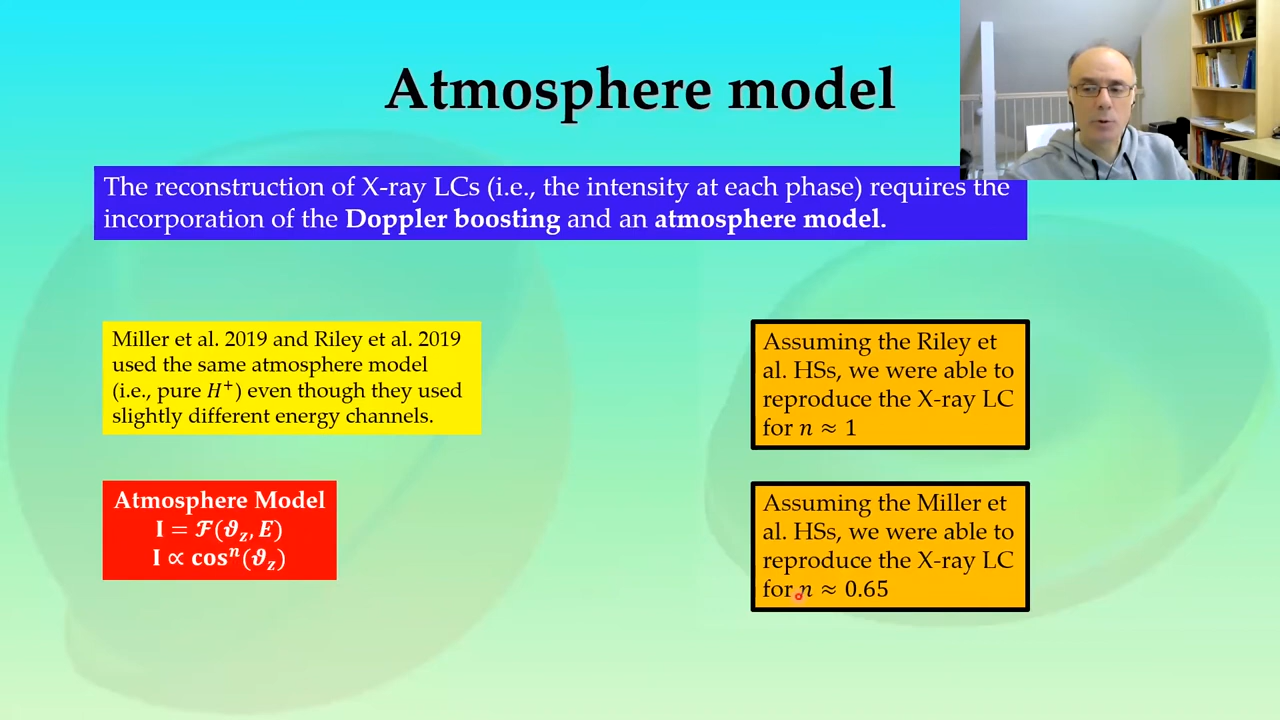 Atmosphere model
The reconstruction of X-ray LCs (i.e., the intensity at each phase) requires the
incorporation of the Doppler boosting and an atmosphere model.
Miller et al. 2019 and Riley et al. 2019
used the same atmosphere model
(i.e., pure H⁺) even though they used
slightly different energy channels.
Atmosphere Model
I = ℱ(ϑ_z, E)
I ∝ cosⁿ(ϑ_z)
Assuming the Riley et
al. HSs, we were able to
reproduce the X-ray LC
for n ≈ 1
Assuming the Miller et
al. HSs, we were able to
reproduce the X-ray LC
for n ≈ 0.65